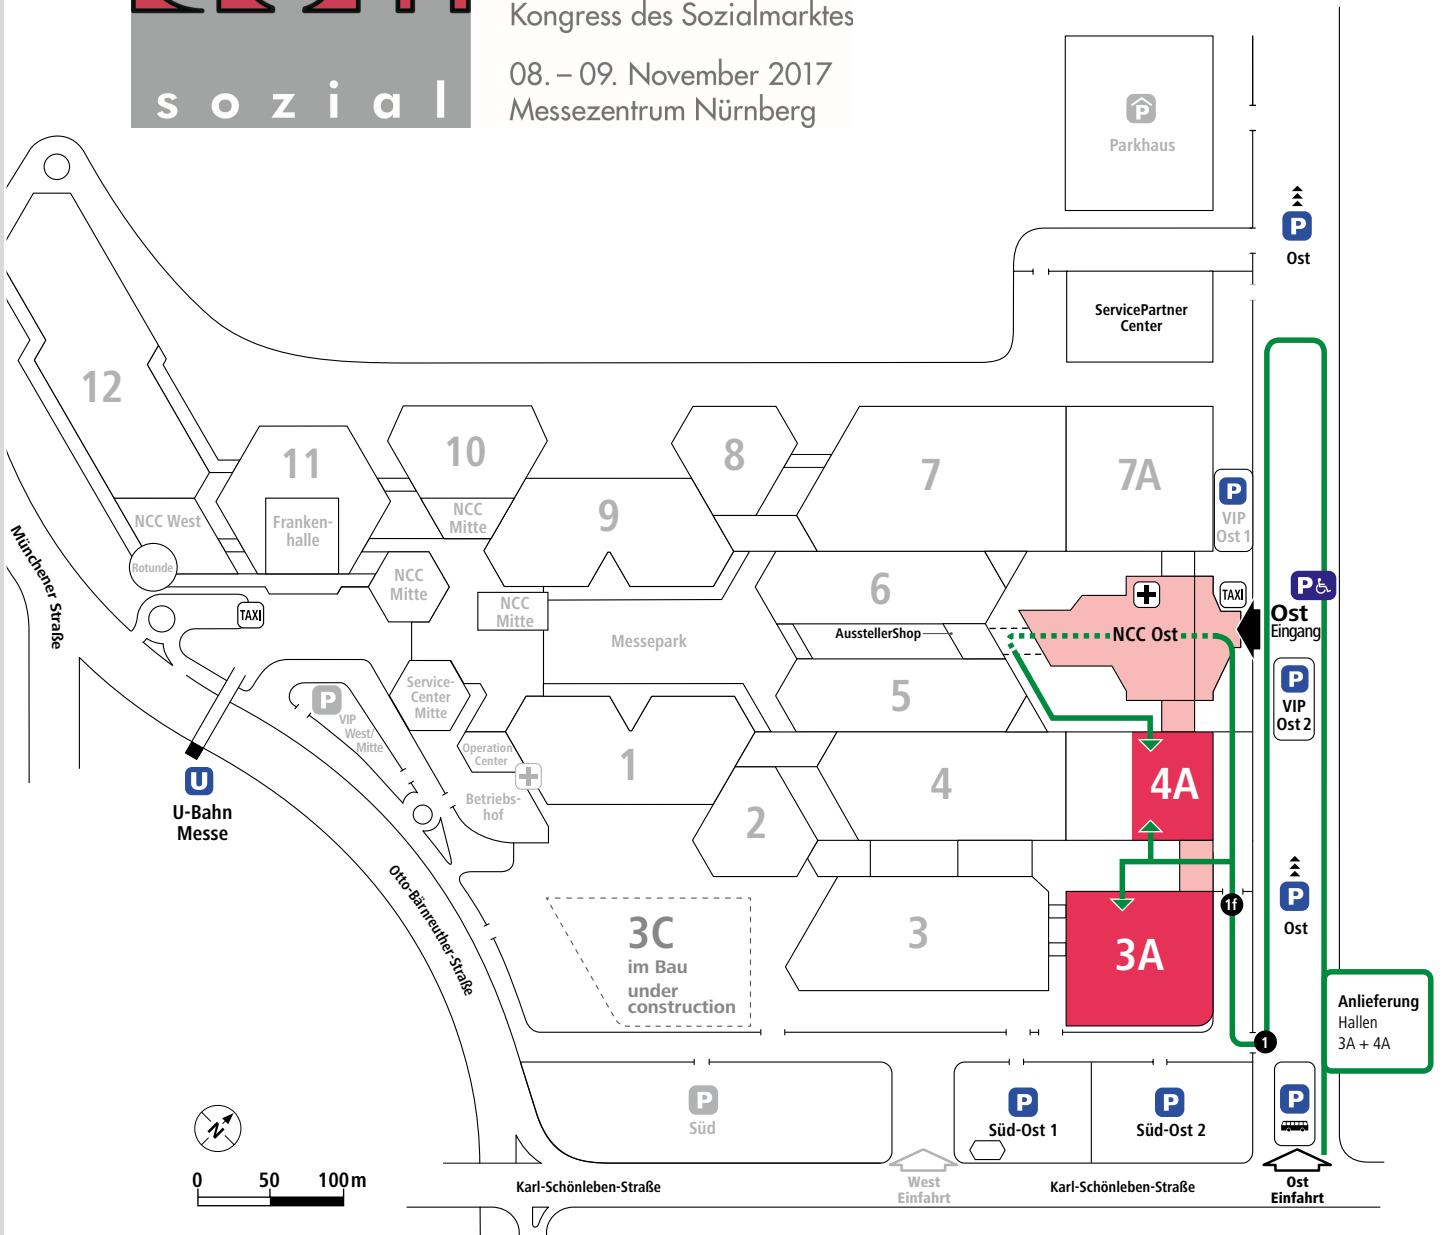 Kongress des Sozialmarktes
08. – 09. November 2017
Messezentrum Nürnberg
sozial
P
Parkhaus
P
Ost
ServicePartner
Center
12
11
10
8
7
7A
9
NCC
Mitte
NCC West
Franken-
halle
Rotunde
P
VIP
Ost 1
NCC
Mitte
NCC
Mitte
6
TAXI
TAXI
P
Ost
Eingang
NCC Ost
AusstellerShop
Messepark
Münchener Straße
Service-
Center
Mitte
5
P
VIP
Ost 2
P
VIP
West/
Mitte
Operation
Center
1
4
4A
U
U-Bahn
Messe
Betriebs-
hof
2
Otto-Bärnreuther-Straße
P
Ost
1f
3C
im Bau
under
construction
3
3A
Anlieferung
Hallen
3A + 4A
1
P
Süd
P
Süd-Ost 1
P
Süd-Ost 2
P
N
0 50 100 m
Karl-Schönleben-Straße
West
Einfahrt
Karl-Schönleben-Straße
Ost
Einfahrt